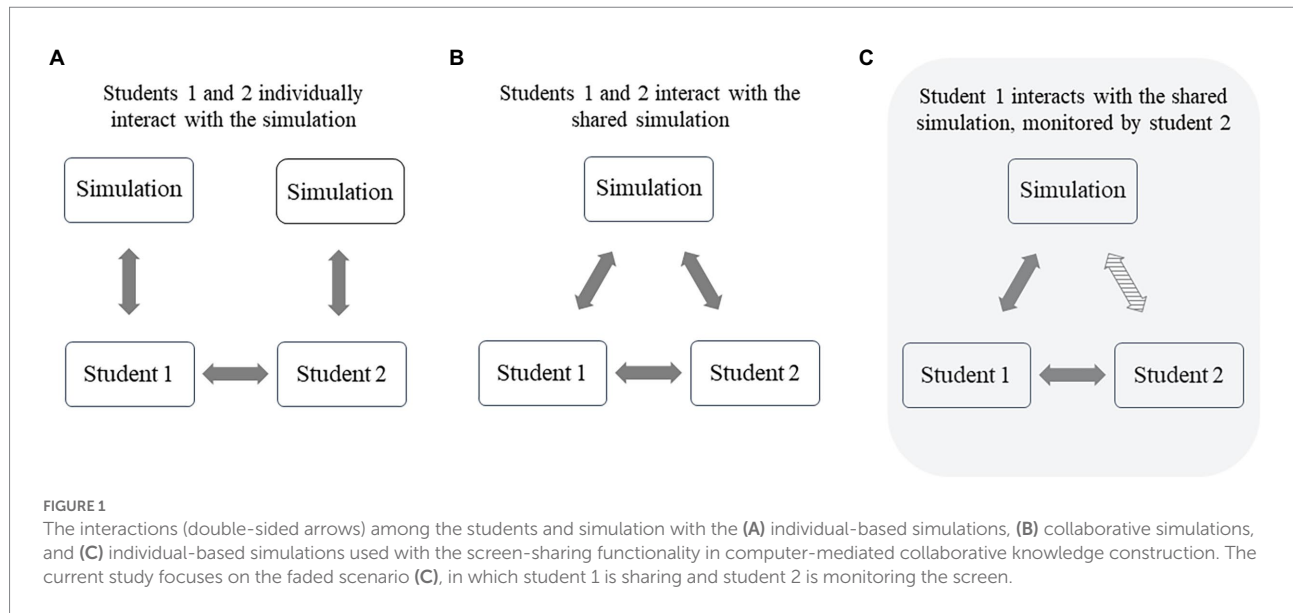 A
Students 1 and 2 individually
interact with the simulation
Simulation
Simulation
Student 1
Student 2
B
Students 1 and 2 interact with the
shared simulation
Simulation
Student 1
Student 2
C
Student 1 interacts with the shared
simulation, monitored by student 2
Simulation
Student 1
Student 2
FIGURE 1
The interactions (double-sided arrows) among the students and simulation with the (A) individual-based simulations, (B) collaborative simulations,
and (C) individual-based simulations used with the screen-sharing functionality in computer-mediated collaborative knowledge construction. The
current study focuses on the faded scenario (C), in which student 1 is sharing and student 2 is monitoring the screen.